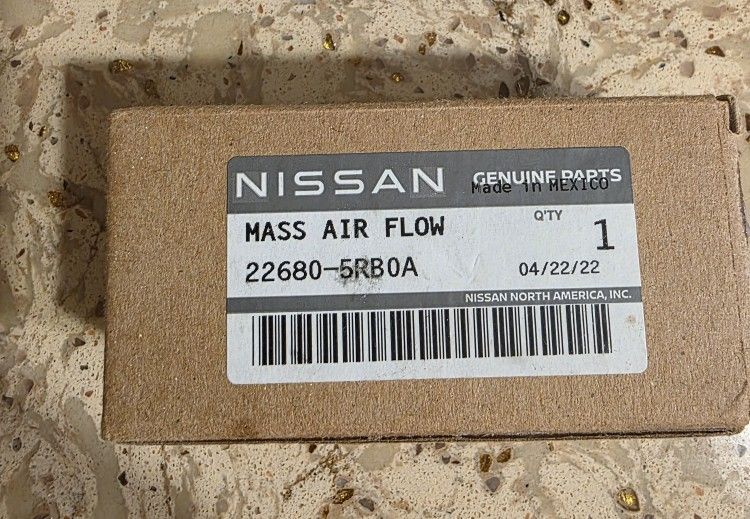 NISSAN GENUINE PARTS
Made in MEXICO
MASS AIR FLOW
Q'TY
1
22680-5RB0A
04/22/22
NISSAN NORTH AMERICA, INC.